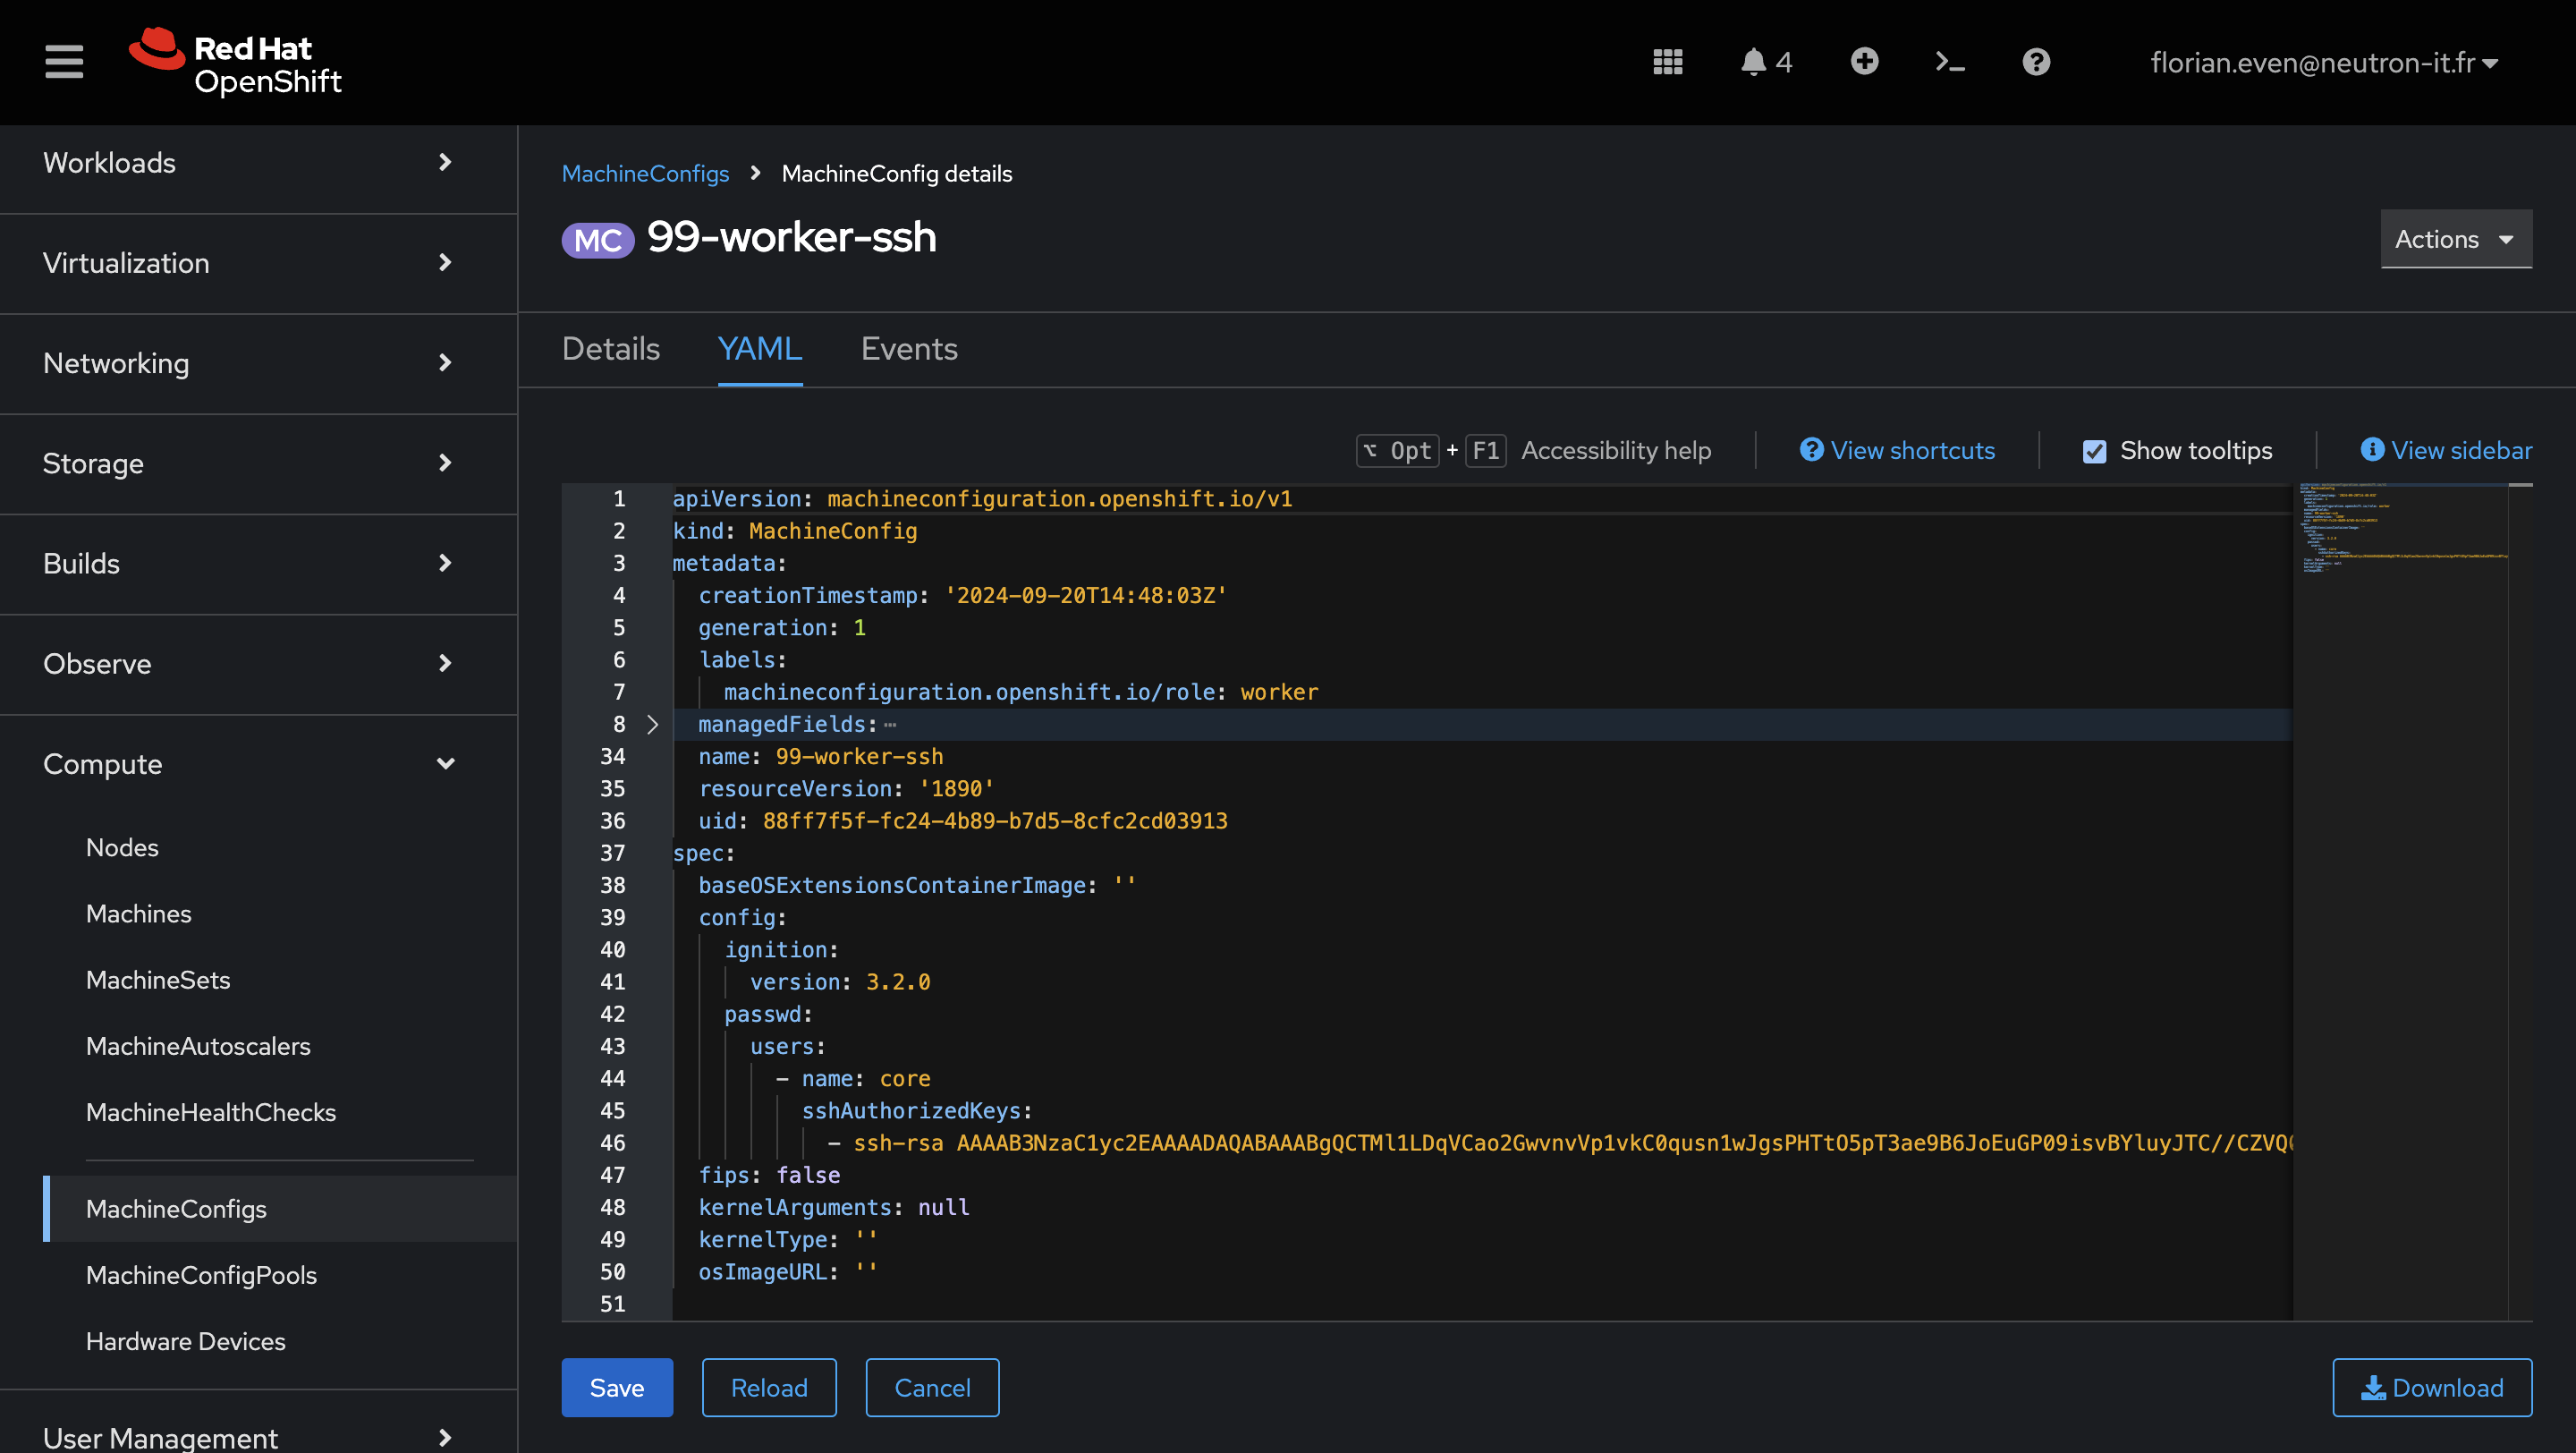 Red Hat
OpenShift
4
florian.even@neutron-it.fr
Workloads
Virtualization
Networking
Storage
Builds
Observe
Compute
Nodes
Machines
MachineSets
MachineAutoscalers
MachineHealthChecks
MachineConfigs
MachineConfigPools
Hardware Devices
User Management
MachineConfigs > MachineConfig details
MC 99-worker-ssh
Actions
Details YAML Events
⌥ Opt + F1 Accessibility help View shortcuts Show tooltips View sidebar
1 apiVersion: machineconfiguration.openshift.io/v1
2 kind: MachineConfig
3 metadata:
4 creationTimestamp: '2024-09-20T14:48:03Z'
5 generation: 1
6 labels:
7 machineconfiguration.openshift.io/role: worker
8 managedFields: …
34 name: 99-worker-ssh
35 resourceVersion: '1890'
36 uid: 88ff7f5f-fc24-4b89-b7d5-8cfc2cd03913
37 spec:
38 baseOSExtensionsContainerImage: ''
39 config:
40 ignition:
41 version: 3.2.0
42 passwd:
43 users:
44 - name: core
45 sshAuthorizedKeys:
46 - ssh-rsa AAAAB3NzaC1yc2EAAAADAQABAAABgQCTMl1LDqVCao2GwvnvVp1vkC0qusn1wJgsPHTtO5pT3ae9B6JoEuGP09isvBYluyJTC//CZVQ
47 fips: false
48 kernelArguments: null
49 kernelType: ''
50 osImageURL: ''
51
Save Reload Cancel Download